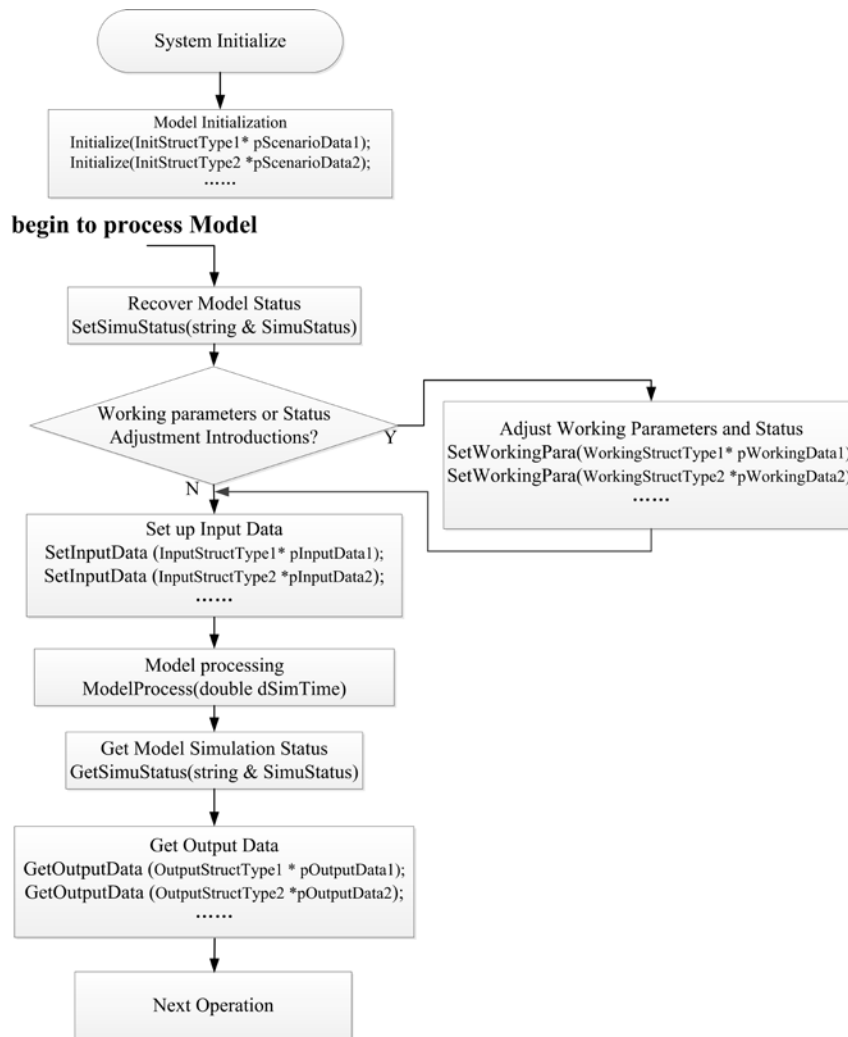 System Initialize
Model Initialization
Initialize(InitStructType1* pScenarioData1);
Initialize(InitStructType2 *pScenarioData2);
......
begin to process Model
Recover Model Status
SetSimuStatus(string & SimuStatus)
Working parameters or Status
Adjustment Introductions?
Y
N
Adjust Working Parameters and Status
SetWorkingPara(WorkingStructType1* pWorkingData1)
SetWorkingPara(WorkingStructType2 *pWorkingData2)
......
Set up Input Data
SetInputData (InputStructType1* pInputData1);
SetInputData (InputStructType2 *pInputData2);
......
Model processing
ModelProcess(double dSimTime)
Get Model Simulation Status
GetSimuStatus(string & SimuStatus)
Get Output Data
GetOutputData (OutputStructType1 * pOutputData1);
GetOutputData (OutputStructType2 *pOutputData2);
......
Next Operation